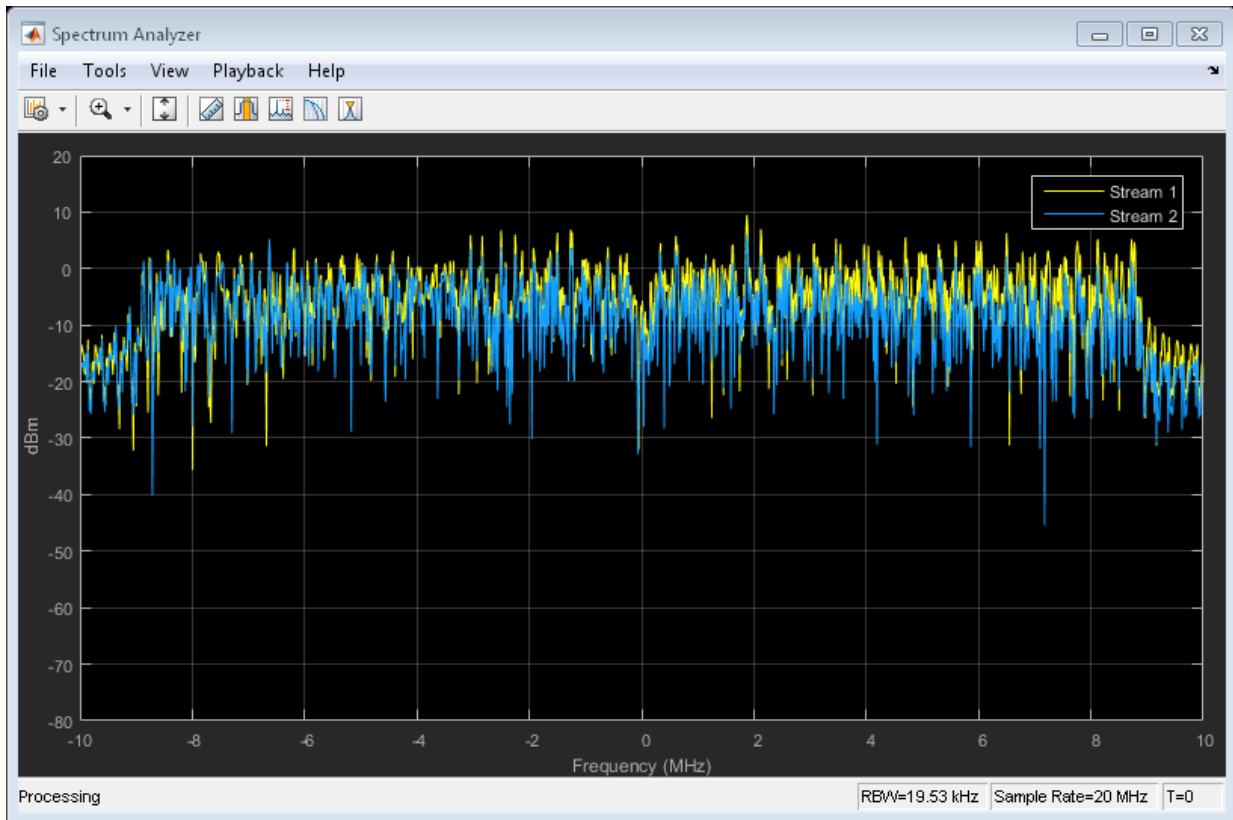 Spectrum Analyzer
File Tools View Playback Help
20
10
0
-10
-20
-30
-40
-50
-60
-70
-80
dBm
Stream 1
Stream 2
-10 -8 -6 -4 -2 0 2 4 6 8 10
Frequency (MHz)
Processing RBW=19.53 kHz Sample Rate=20 MHz T=0